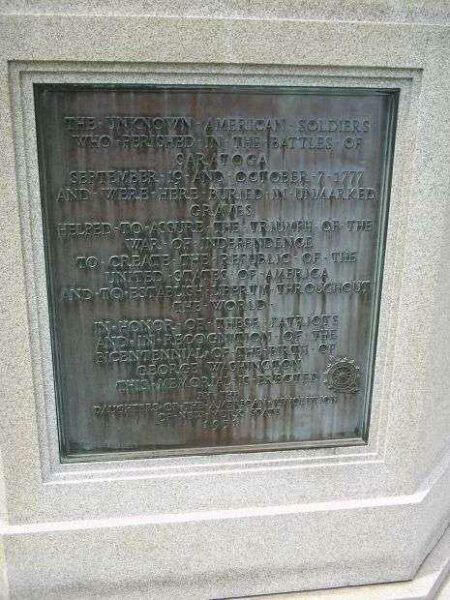 THE · UNKNOWN · AMERICAN · SOLDIERS
WHO · PERISHED · IN · THE · BATTLES · OF
SARATOGA
SEPTEMBER · 19 · AND · OCTOBER · 7 · 1777
AND · WERE · HERE · BURIED · IN · UNMARKED
GRAVES
HELPED · TO · ASSURE · THE · TRIUMPH · OF · THE
WAR · OF · INDEPENDENCE
TO · CREATE · THE · REPUBLIC · OF · THE
UNITED · STATES · OF · AMERICA
AND · TO · ESTABLISH · LIBERTY · THROUGHOUT
THE · WORLD
IN · HONOR · OF · THESE · PATRIOTS
AND · IN · RECOGNITION · OF · THE
BICENTENNIAL · OF · THE · BIRTH · OF
GEORGE · WASHINGTON
THIS · MEMORIAL · IS · ERECTED
BY · THE
DAUGHTERS · OF · THE · AMERICAN · REVOLUTION
OF STATE